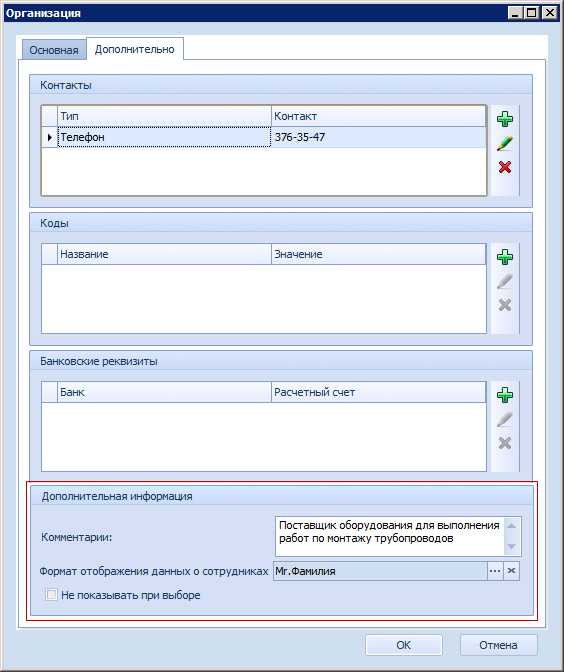 Организация
Основная Дополнительно
Контакты
Тип Контакт
Телефон 376-35-47
Коды
Название Значение
Банковские реквизиты
Банк Расчетный счет
Дополнительная информация
Комментарии:
Поставщик оборудования для выполнения
работ по монтажу трубопроводов
Формат отображения данных о сотрудниках Mr.Фамилия ...
Не показывать при выборе
ОК Отмена